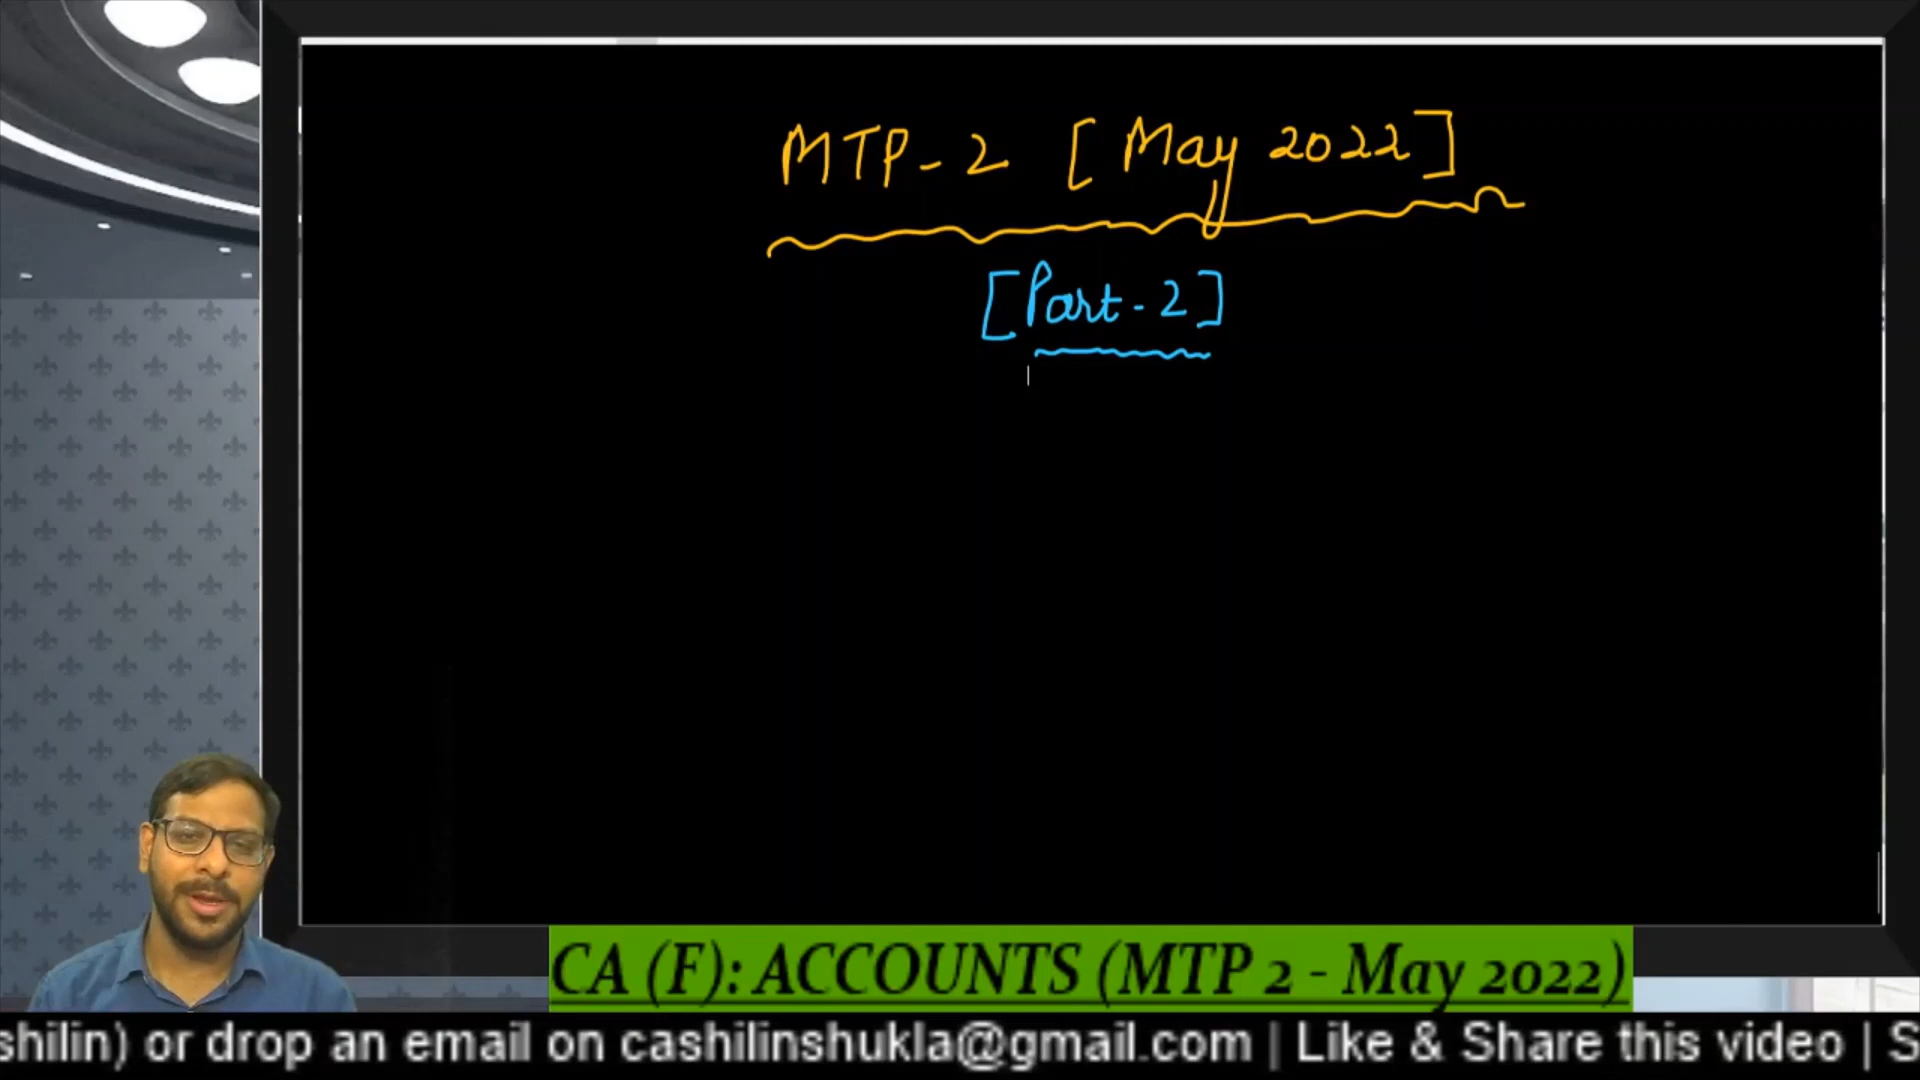 MTP-2 [May 2022]
[Part-2]
CA (F): ACCOUNTS (MTP 2 - May 2022)
shilin) or drop an email on cashilinshukla@gmail.com | Like & Share this video | S